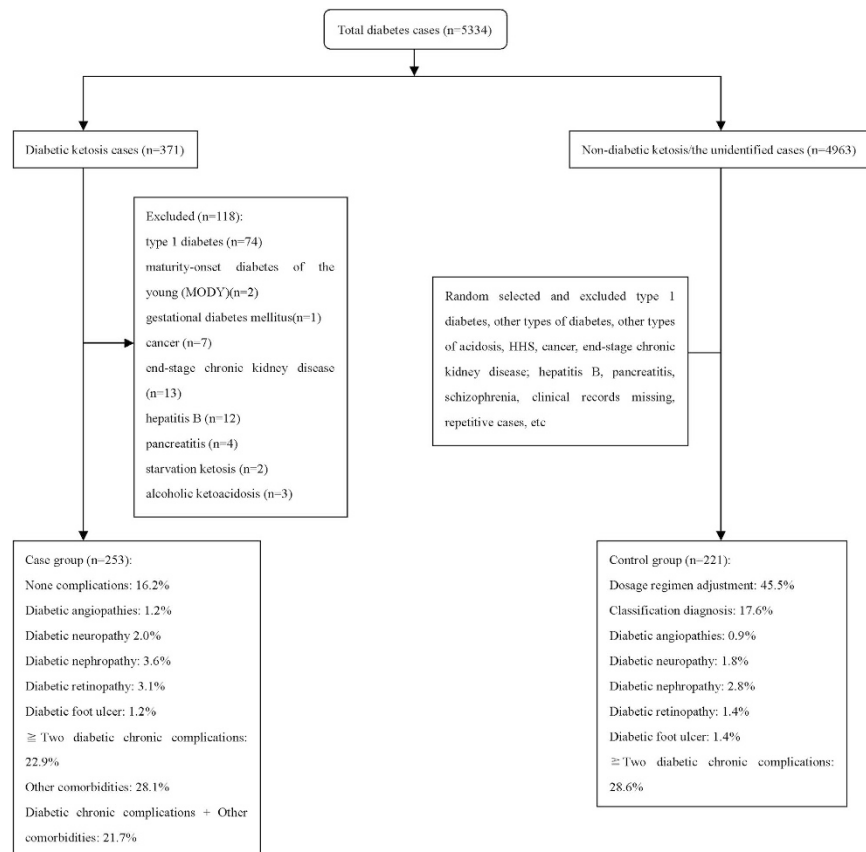 Total diabetes cases (n=5334)
Diabetic ketosis cases (n=371)
Non-diabetic ketosis/the unidentified cases (n=4963)
Excluded (n=118):
type 1 diabetes (n=74)
maturity-onset diabetes of the
young (MODY)(n=2)
gestational diabetes mellitus(n=1)
cancer (n=7)
end-stage chronic kidney disease
(n=13)
hepatitis B (n=12)
pancreatitis (n=4)
starvation ketosis (n=2)
alcoholic ketoacidosis (n=3)
Random selected and excluded type 1
diabetes, other types of diabetes, other types
of acidosis, HHS, cancer, end-stage chronic
kidney disease; hepatitis B, pancreatitis,
schizophrenia, clinical records missing,
repetitive cases, etc
Case group (n=253):
None complications: 16.2%
Diabetic angiopathies: 1.2%
Diabetic neuropathy 2.0%
Diabetic nephropathy: 3.6%
Diabetic retinopathy: 3.1%
Diabetic foot ulcer: 1.2%
≧Two diabetic chronic complications:
22.9%
Other comorbidities: 28.1%
Diabetic chronic complications + Other
comorbidities: 21.7%
Control group (n=221):
Dosage regimen adjustment: 45.5%
Classification diagnosis: 17.6%
Diabetic angiopathies: 0.9%
Diabetic neuropathy: 1.8%
Diabetic nephropathy: 2.8%
Diabetic retinopathy: 1.4%
Diabetic foot ulcer: 1.4%
≧Two diabetic chronic complications:
28.6%